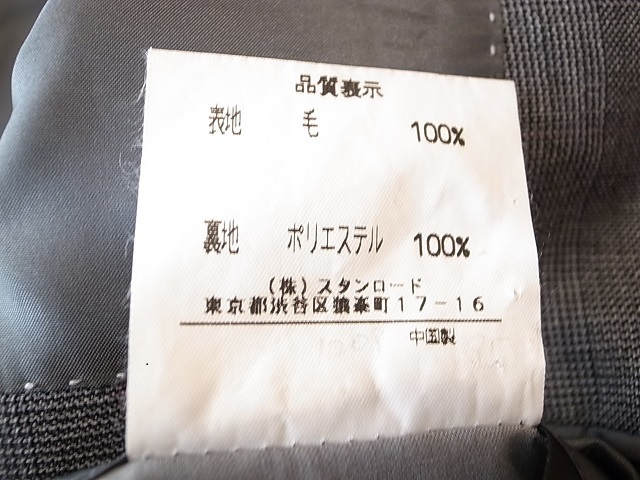 品質表示
表地 毛 100%
裏地 ポリエステル 100%
(株)スタンロード
東京都渋谷区猿楽町17-16
中国製